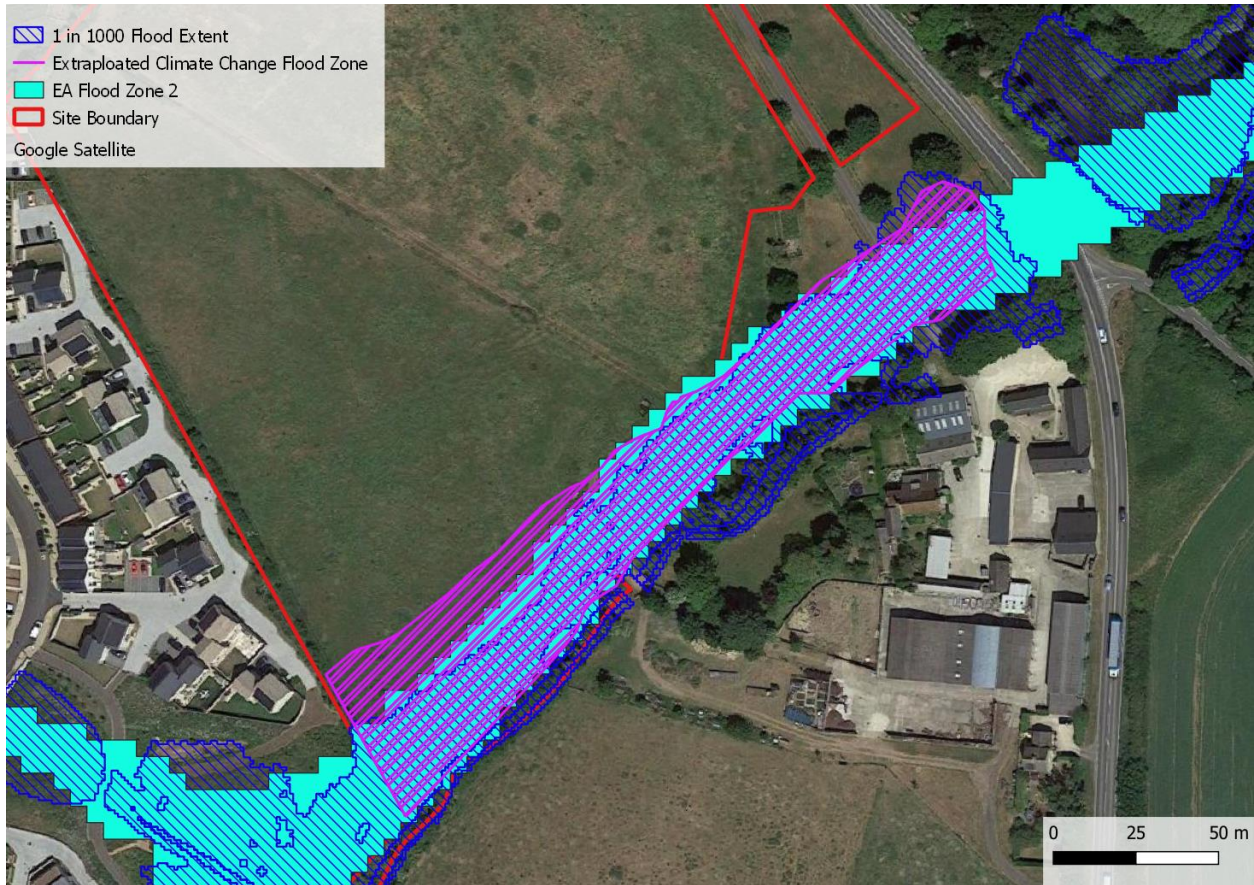 1 in 1000 Flood Extent
Extraploated Climate Change Flood Zone
EA Flood Zone 2
Site Boundary
Google Satellite
0 25 50 m